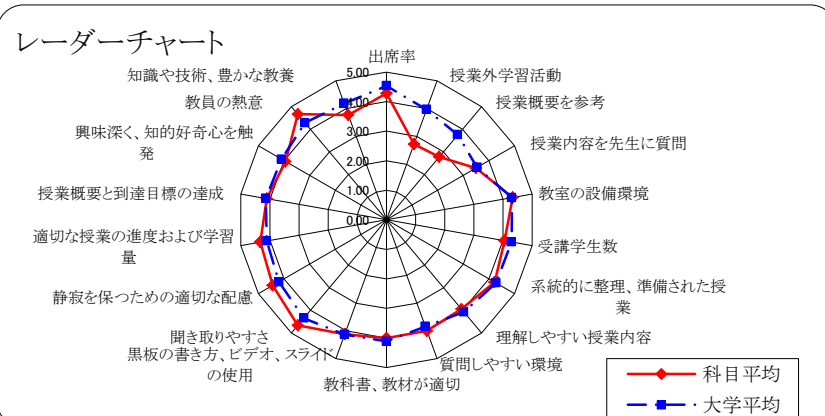 レーダーチャート
出席率
授業外学習活動
授業概要を参考
授業内容を先生に質問
教室の設備環境
受講学生数
系統的に整理、準備された授
業
理解しやすい授業内容
質問しやすい環境
教科書、教材が適切
黒板の書き方、ビデオ、スライド
の使用
聞き取りやすさ
静寂を保つための適切な配慮
適切な授業の進度および学習
量
授業概要と到達目標の達成
興味深く、知的好奇心を触
発
教員の熱意
知識や技術、豊かな教養
5.00
4.00
3.00
2.00
1.00
0.00
科目平均
大学平均